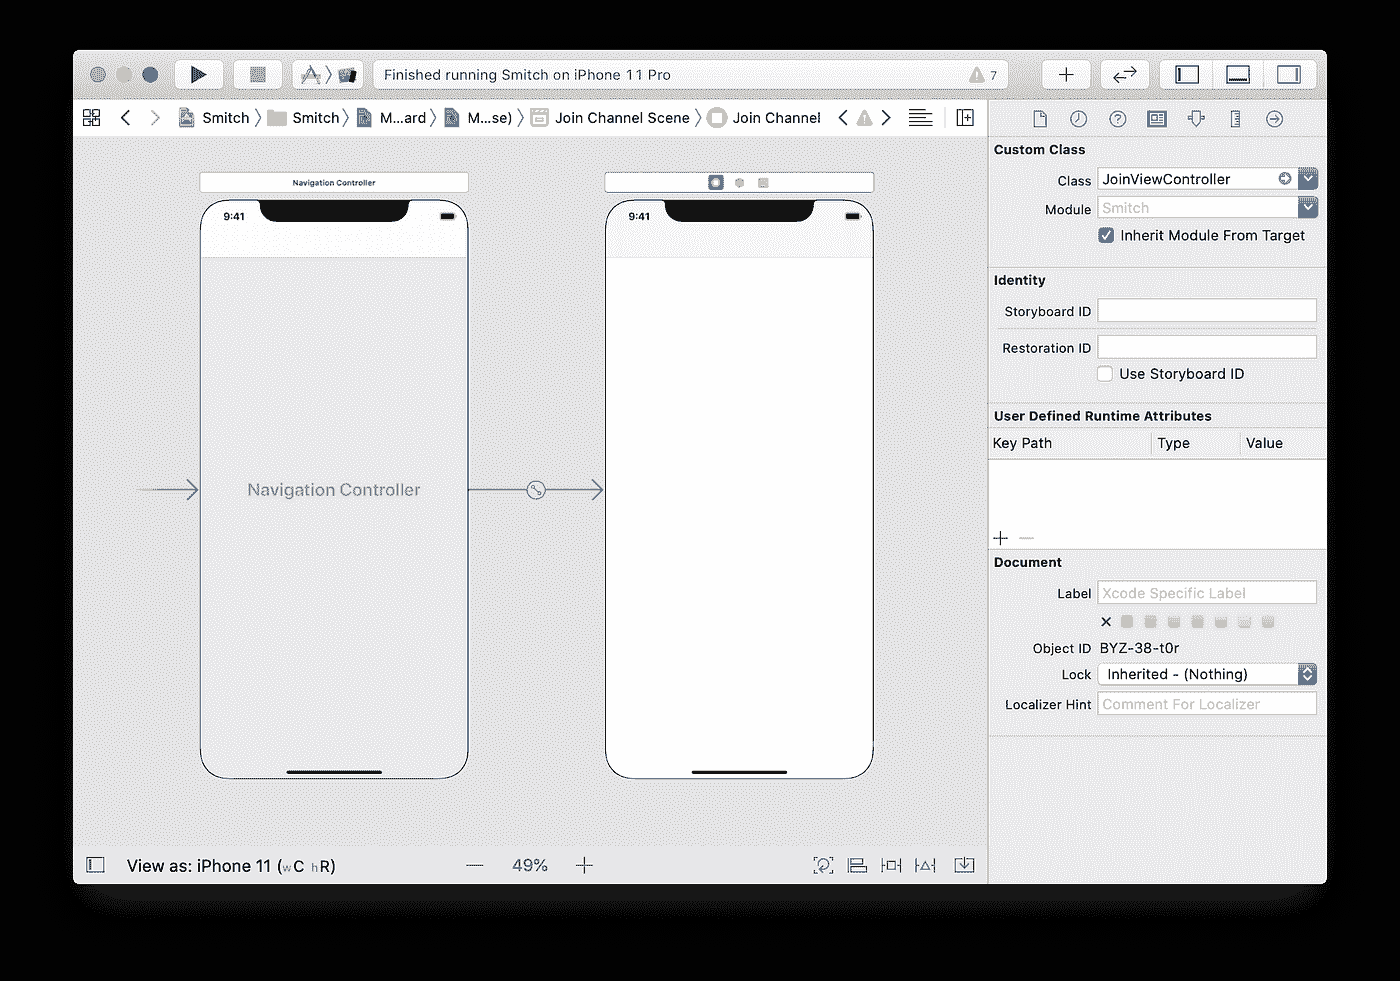 Finished running Smitch on iPhone 11 Pro 7
Smitch Smitch M...ard M...se) Join Channel Scene Join Channel
Navigation Controller
9:41
Navigation Controller
9:41
Custom Class
Class JoinViewController
Module Smitch
Inherit Module From Target
Identity
Storyboard ID
Restoration ID
Use Storyboard ID
User Defined Runtime Attributes
Key Path Type Value
Document
Label Xcode Specific Label
Object ID BYZ-38-t0r
Lock Inherited - (Nothing)
Localizer Hint Comment For Localizer
View as: iPhone 11 (wC hR)
49%